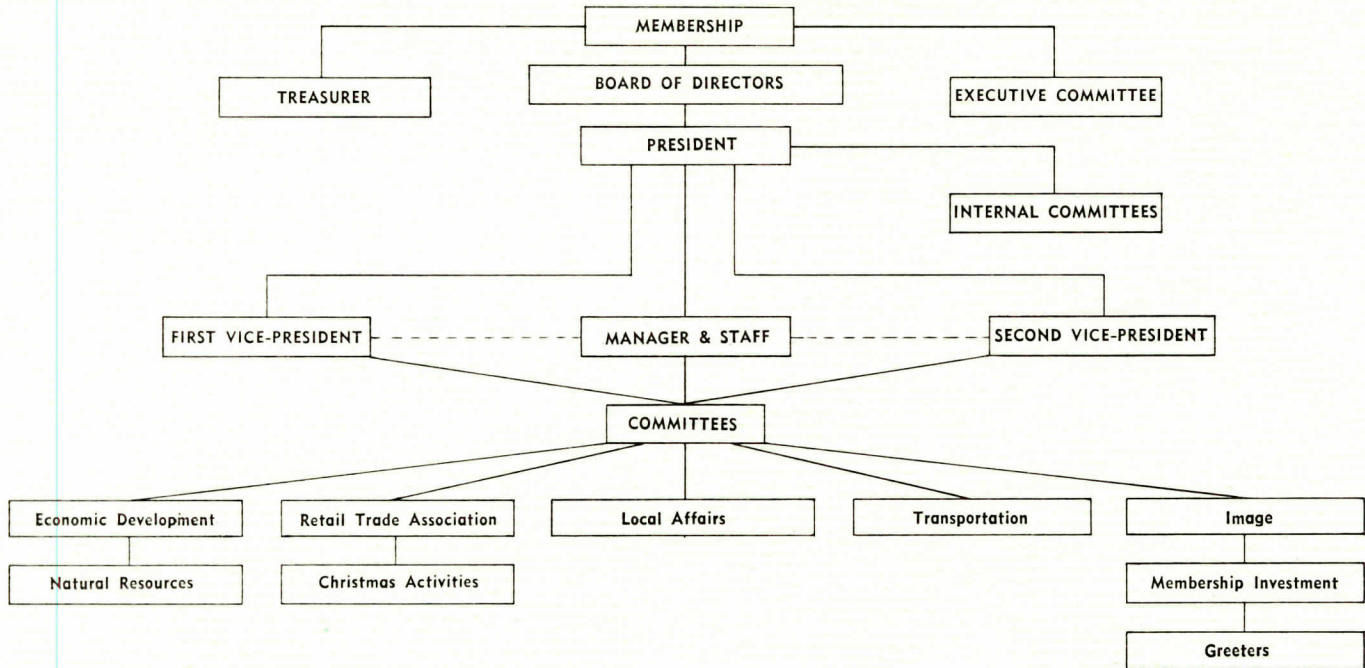 MEMBERSHIP
TREASURER
BOARD OF DIRECTORS
EXECUTIVE COMMITTEE
PRESIDENT
INTERNAL COMMITTEES
FIRST VICE-PRESIDENT
MANAGER & STAFF
SECOND VICE-PRESIDENT
COMMITTEES
Economic Development
Retail Trade Association
Local Affairs
Transportation
Image
Natural Resources
Christmas Activities
Membership Investment
Greeters